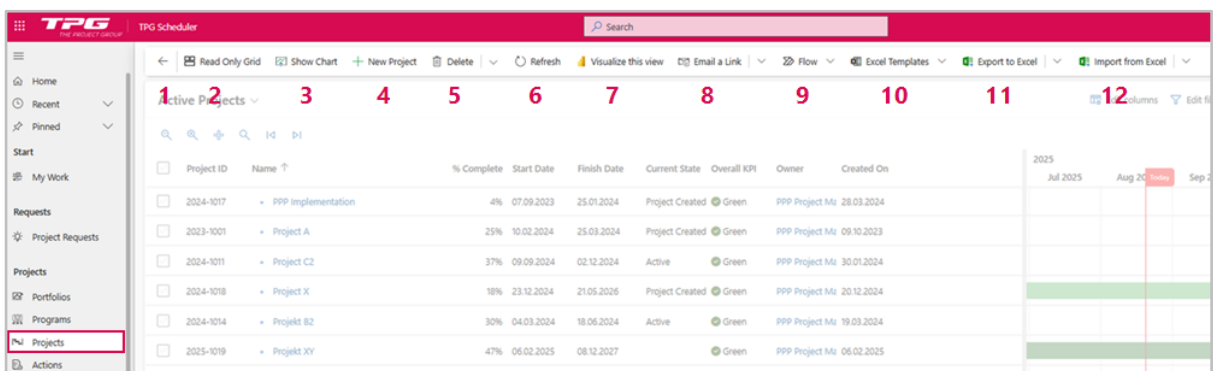 TPG TPG Scheduler Search
THE PROJECT GROUP
Read Only Grid Show Chart New Project Delete Refresh Visualize this view Email a Link Flow Excel Templates Export to Excel Import from Excel
1 2 3 4 5 6 7 8 9 10 11 12
Active Projects columns Edit fi
Home
Recent
Pinned
Start
My Work
Requests
Project Requests
Projects
Portfolios
Programs
Projects
Actions
Project ID Name % Complete Start Date Finish Date Current State Overall KPI Owner Created On
2025
Jul 2025 Aug 20 Today Sep 2
2024-1017 PPP Implementation 4% 07.09.2023 25.01.2024 Project Created Green PPP Project Ma 28.03.2024
2023-1001 Project A 25% 10.02.2024 25.03.2024 Project Created Green PPP Project Ma 09.10.2023
2024-1011 Project C2 37% 09.09.2024 02.12.2024 Active Green PPP Project Ma 30.01.2024
2024-1018 Project X 18% 23.12.2024 21.05.2026 Project Created Green PPP Project Ma 20.12.2024
2024-1014 Projekt B2 30% 04.03.2024 18.06.2024 Active Green PPP Project Ma 19.03.2024
2025-1019 Projekt XY 47% 06.02.2025 08.12.2027 Green PPP Project Ma 06.02.2025